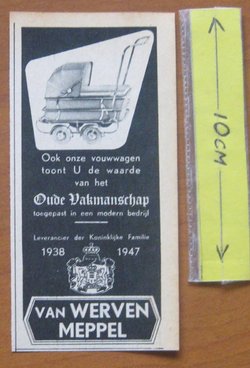 Ook onze vouwwagen
toont U de waarde
van het
Oude Vakmanschap
toegepast in een modern bedrijf
Leverancier der Koninklijke Familie
1938 1947
VAN WERVEN
MEPPEL
10CM